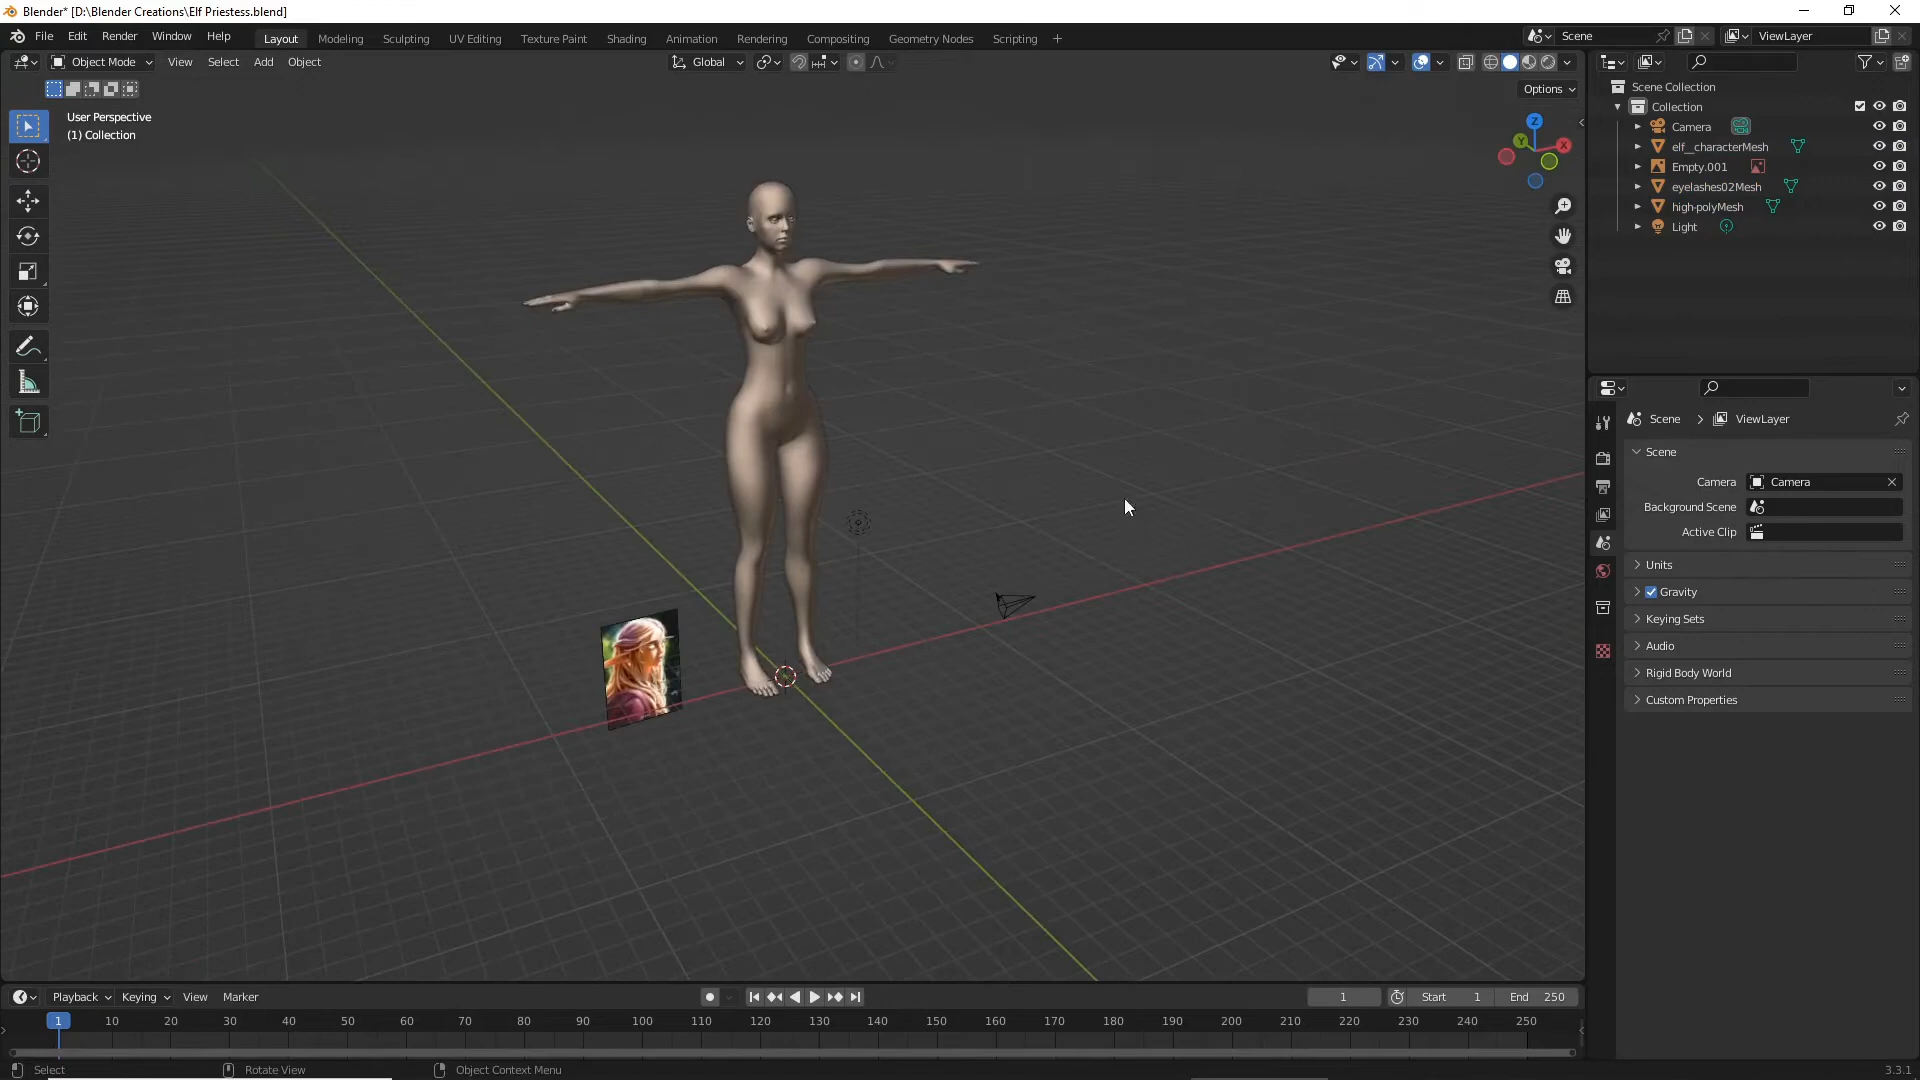 Blender* [D:\Blender Creations\Elf Priestess.blend]
File Edit Render Window Help
Layout Modeling Sculpting UV Editing Texture Paint Shading Animation Rendering Compositing Geometry Nodes Scripting +
Scene
ViewLayer
Object Mode View Select Add Object
Global
Options
User Perspective
(1) Collection
Z
Y
X
Scene Collection
Collection
Camera
elf__characterMesh
Empty.001
eyelashes02Mesh
high-polyMesh
Light
Scene > ViewLayer
Scene
Camera Camera
Background Scene
Active Clip
Units
Gravity
Keying Sets
Audio
Rigid Body World
Custom Properties
Playback Keying View Marker
1 Start 1 End 250
1 10 20 30 40 50 60 70 80 90 100 110 120 130 140 150 160 170 180 190 200 210 220 230 240 250
Select Rotate View Object Context Menu 3.3.1